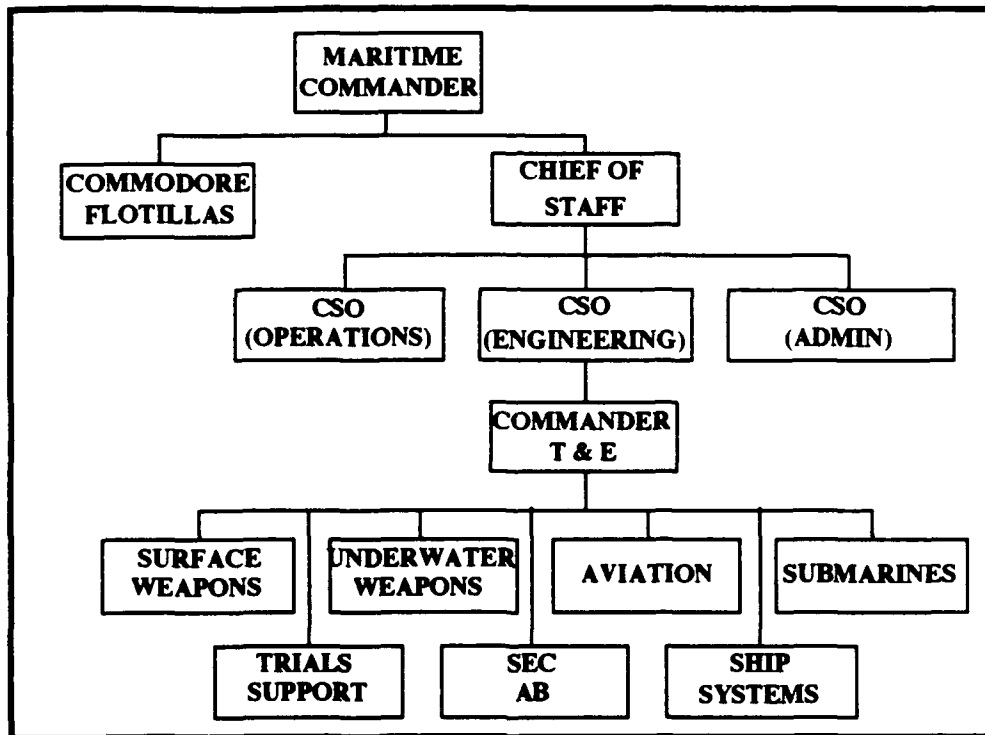 MARITIME
COMMANDER
COMMODORE
FLOTILLAS
CHIEF OF
STAFF
CSO
(OPERATIONS)
CSO
(ENGINEERING)
CSO
(ADMIN)
COMMANDER
T & E
SURFACE
WEAPONS
UNDERWATER
WEAPONS
AVIATION
SUBMARINES
TRIALS
SUPPORT
SEC
AB
SHIP
SYSTEMS